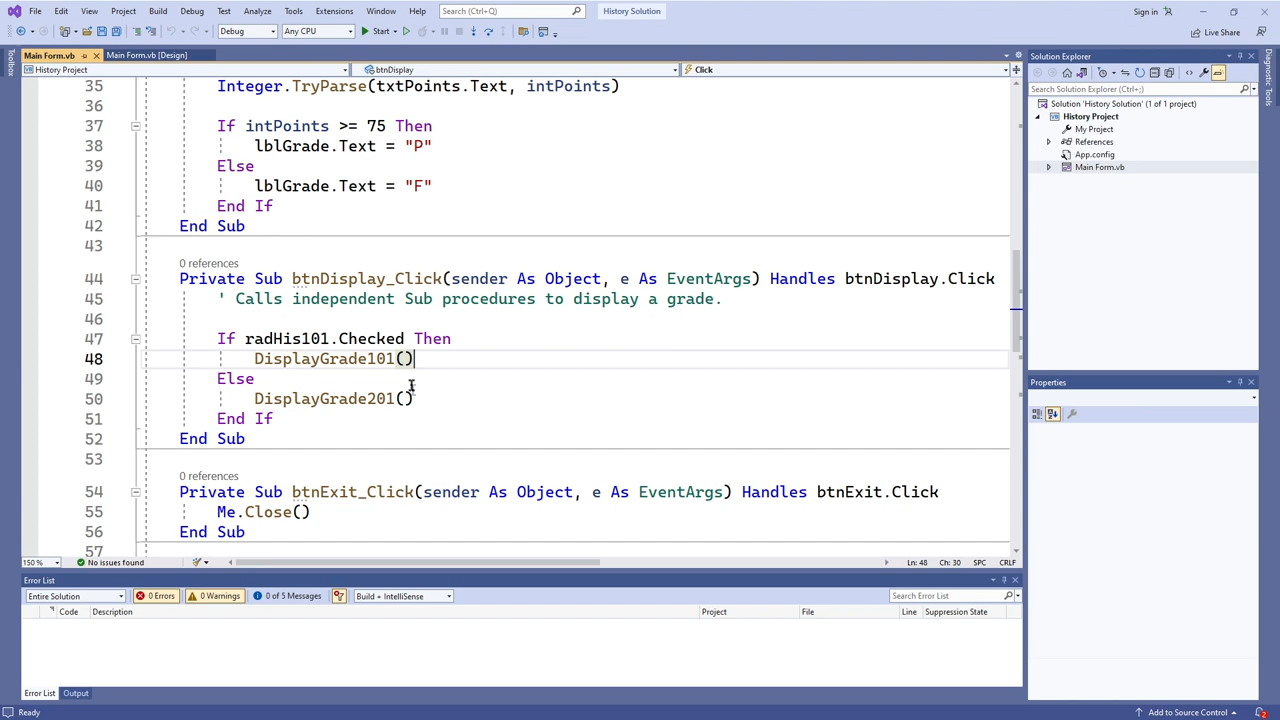 File Edit View Project Build Debug Test Analyze Tools Extensions Window Help Search (Ctrl+Q) History Solution Sign in
Debug Any CPU Start Live Share
Toolbox
Main Form.vb Main Form.vb [Design]
History Project btnDisplay Click
35 Integer.TryParse(txtPoints.Text, intPoints)
36
37 If intPoints >= 75 Then
38 lblGrade.Text = "P"
39 Else
40 lblGrade.Text = "F"
41 End If
42 End Sub
43
0 references
44 Private Sub btnDisplay_Click(sender As Object, e As EventArgs) Handles btnDisplay.Click
45 ' Calls independent Sub procedures to display a grade.
46
47 If radHis101.Checked Then
48 DisplayGrade101()
49 Else
50 DisplayGrade201()
51 End If
52 End Sub
53
0 references
54 Private Sub btnExit_Click(sender As Object, e As EventArgs) Handles btnExit.Click
55 Me.Close()
56 End Sub
57
150 % No issues found Ln: 48 Ch: 30 SPC CRLF
Error List
Entire Solution 0 Errors 0 Warnings 0 of 5 Messages Build + IntelliSense Search Error List
Code Description Project File Line Suppression State
Error List Output
Ready Add to Source Control 2
Solution Explorer
Search Solution Explorer (Ctrl+;)
Solution 'History Solution' (1 of 1 project)
History Project
My Project
References
App.config
Main Form.vb
Properties
Diagnostic Tools